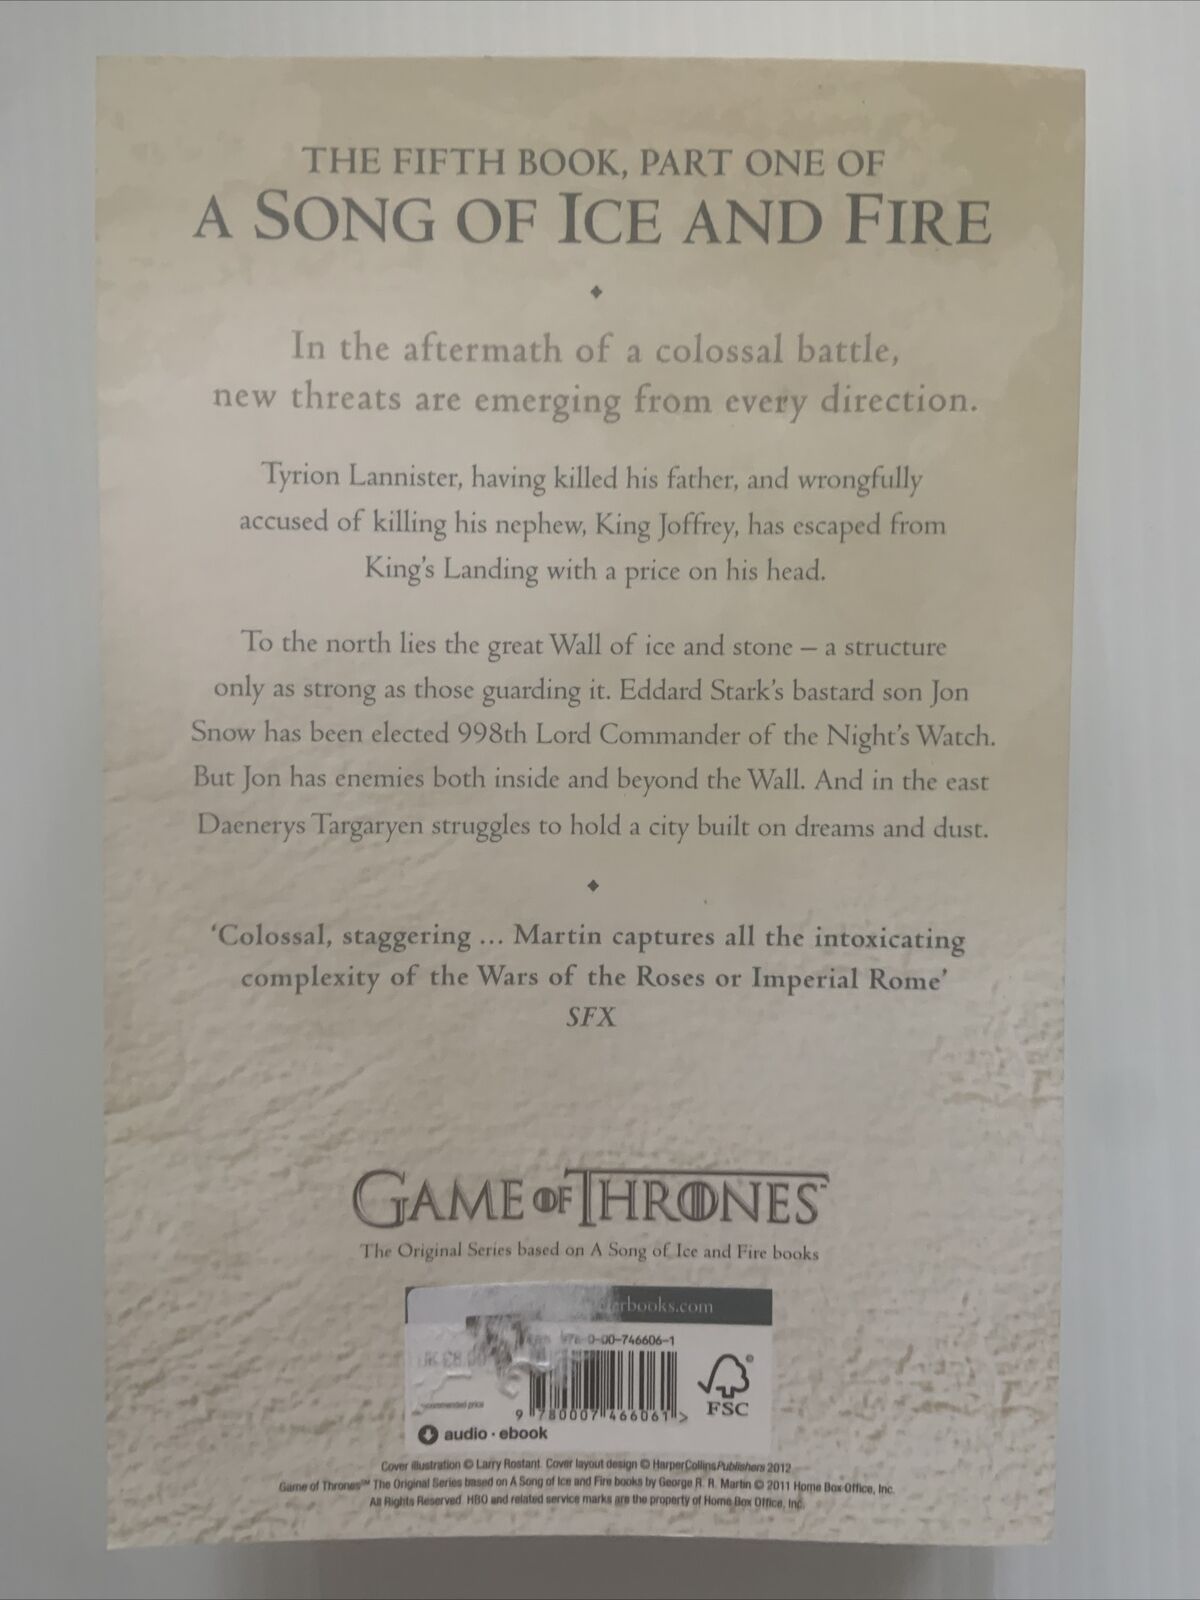 THE FIFTH BOOK, PART ONE OF
A SONG OF ICE AND FIRE
In the aftermath of a colossal battle,
new threats are emerging from every direction.
Tyrion Lannister, having killed his father, and wrongfully
accused of killing his nephew, King Joffrey, has escaped from
King's Landing with a price on his head.
To the north lies the great Wall of ice and stone – a structure
only as strong as those guarding it. Eddard Stark's bastard son Jon
Snow has been elected 998th Lord Commander of the Night's Watch.
But Jon has enemies both inside and beyond the Wall. And in the east
Daenerys Targaryen struggles to hold a city built on dreams and dust.
'Colossal, staggering ... Martin captures all the intoxicating
complexity of the Wars of the Roses or Imperial Rome'
SFX
GAME OF THRONES™
The Original Series based on A Song of Ice and Fire books
rbooks.com
0-00-746606-1
9 780007 466061 >
FSC ®
audio · ebook
Cover illustration © Larry Rostant. Cover layout design © HarperCollinsPublishers 2012
Game of Thrones™ The Original Series based on A Song of Ice and Fire books by George R. R. Martin © 2011 Home Box Office, Inc.
All Rights Reserved. HBO and related service marks are the property of Home Box Office, Inc.